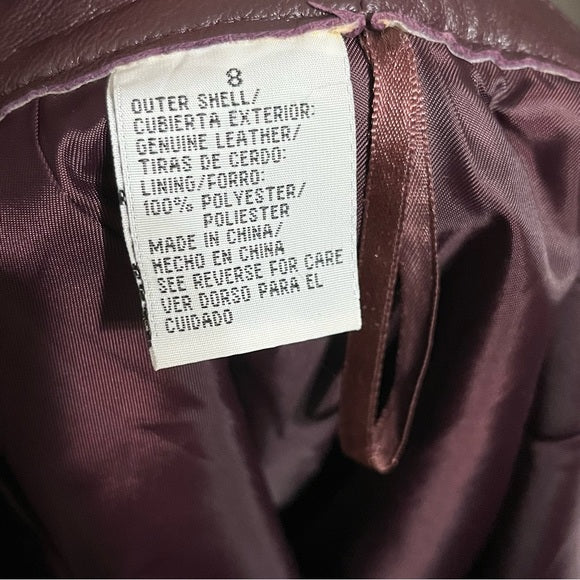 8
OUTER SHELL/
CUBIERTA EXTERIOR:
GENUINE LEATHER/
TIRAS DE CERDO:
LINING/FORRO:
100% POLYESTER/
POLIESTER
MADE IN CHINA/
HECHO EN CHINA
SEE REVERSE FOR CARE
VER DORSO PARA EL
CUIDADO